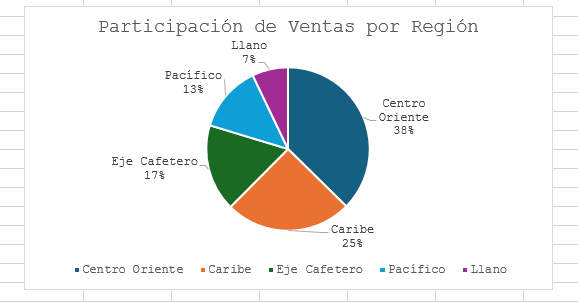 Participación de Ventas por Región
Llano
7%
Pacífico
13%
Centro
Oriente
38%
Eje Cafetero
17%
Caribe
25%
Centro Oriente Caribe Eje Cafetero Pacífico Llano